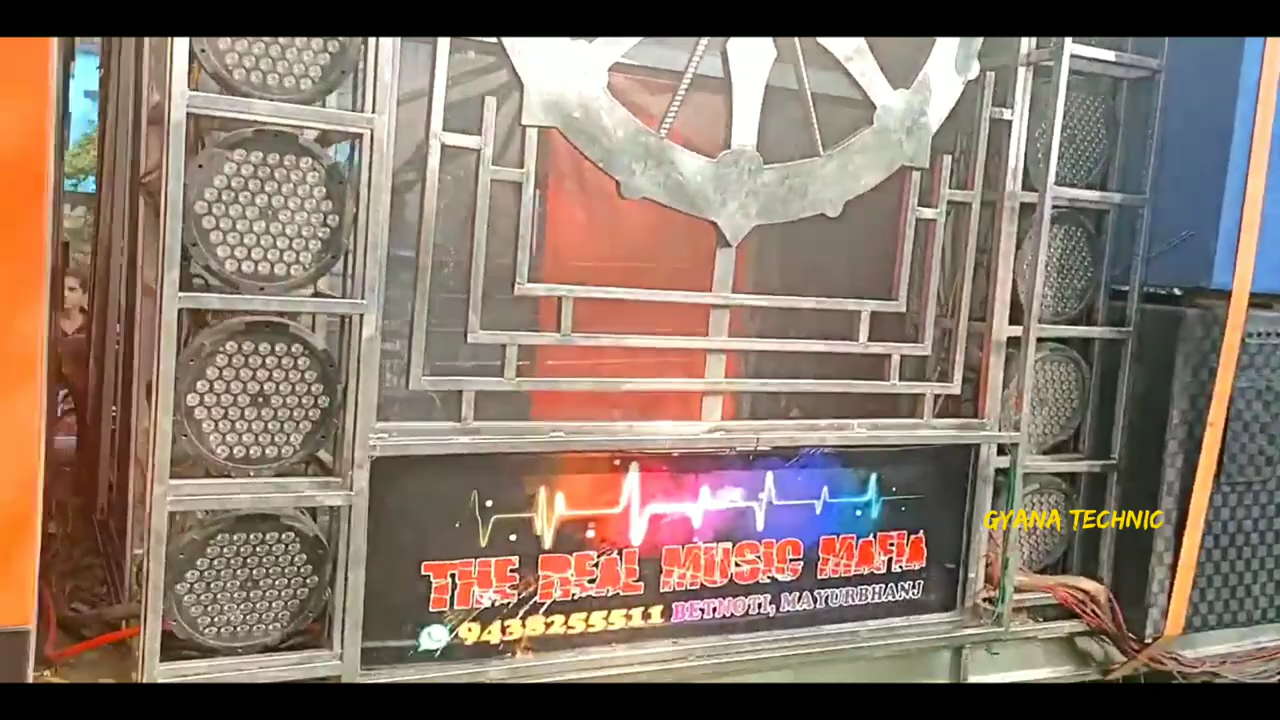 THE REAL MUSIC MAFIA
9438255511 BETNOTI, MAYURBHANJ
GYANA TECHNIC